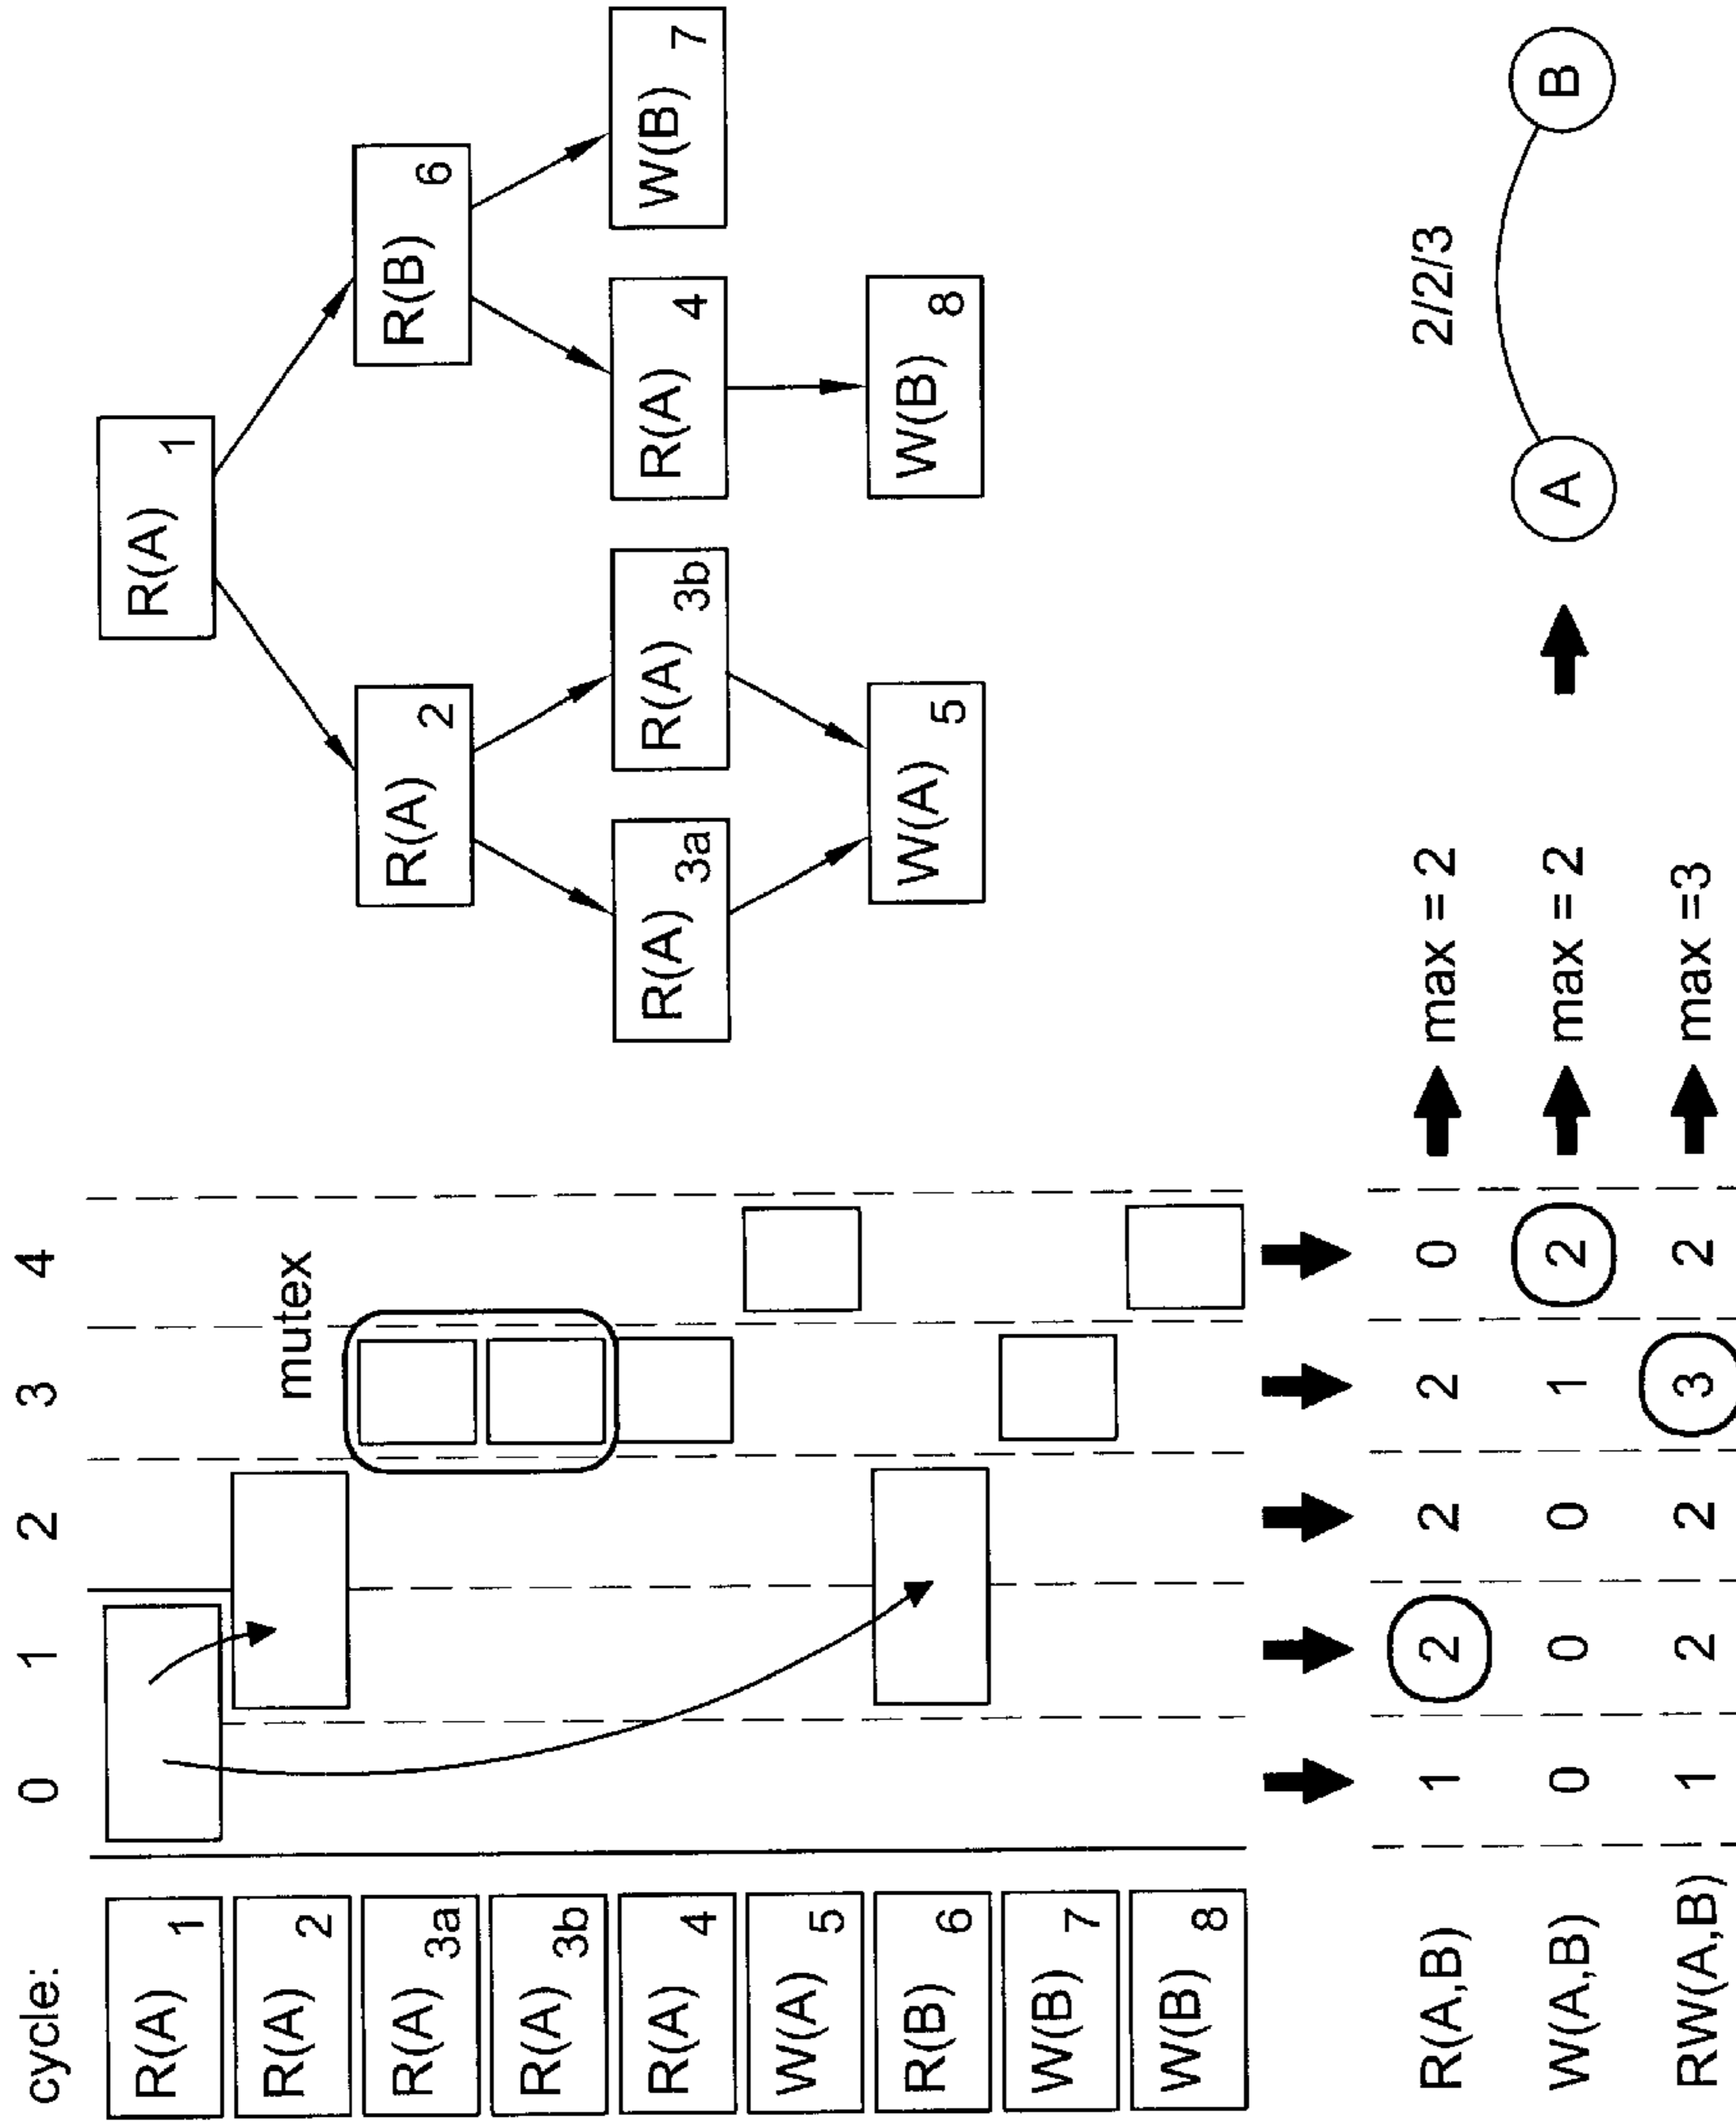 cycle: 0 1 2 3 4
R(A) 1
R(A) 2
R(A) 3a
R(A) 3b
R(A) 4
W(A) 5
R(B) 6
W(B) 7
W(B) 8
mutex
R(A,B) 1 2 2 2 0 max = 2
W(A,B) 0 0 0 1 2 max = 2
RW(A,B) 1 2 2 3 2 max =3
R(A) 1
R(A) 2
R(B) 6
R(A) 3a
R(A) 3b
R(A) 4
W(B) 7
W(A) 5
W(B) 8
2/2/3
A
B